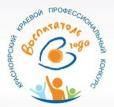 КРАСНОЯРСКИЙ КРАЕВОЙ ПРОФЕССИОНАЛЬНЫЙ КОНКУРС
Воспитатель
года